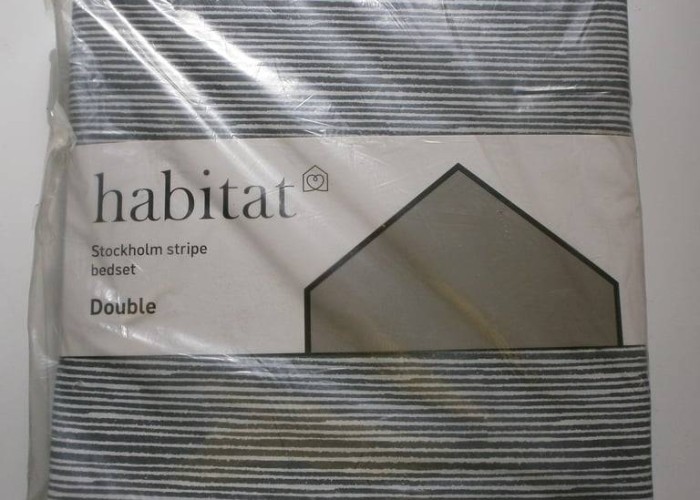 habitat
Stockholm stripe
bedset
Double